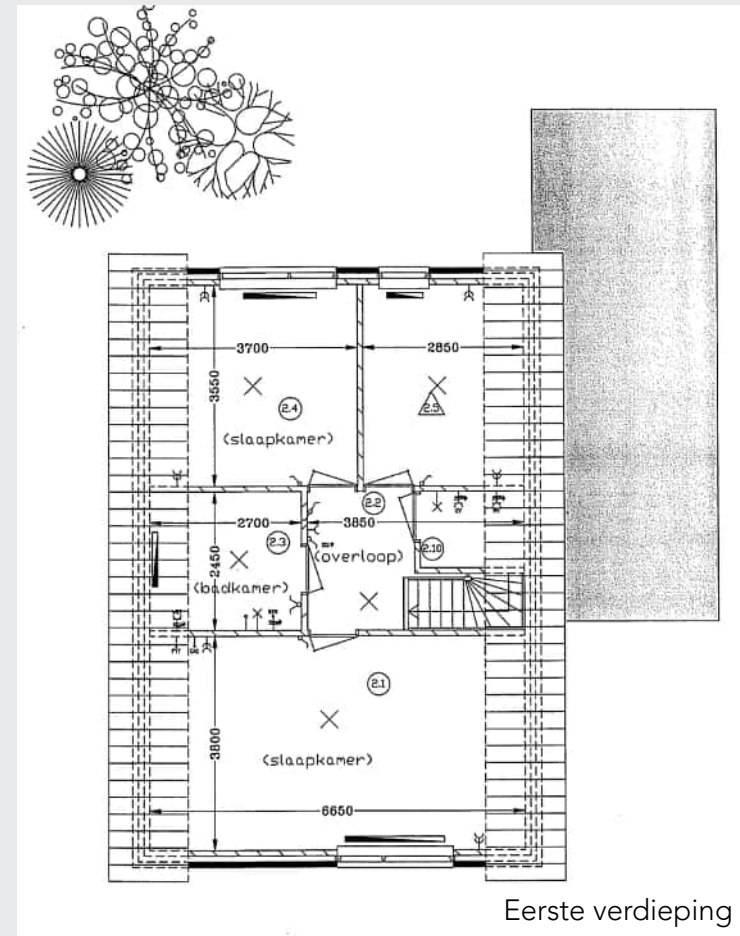 3700
2850
3550
2.4
2.5
(slaapkamer)
2.2
2700
3850
2.3
(overloop)
2.10
2450
(badkamer)
2.1
3800
(slaapkamer)
6650
Eerste verdieping